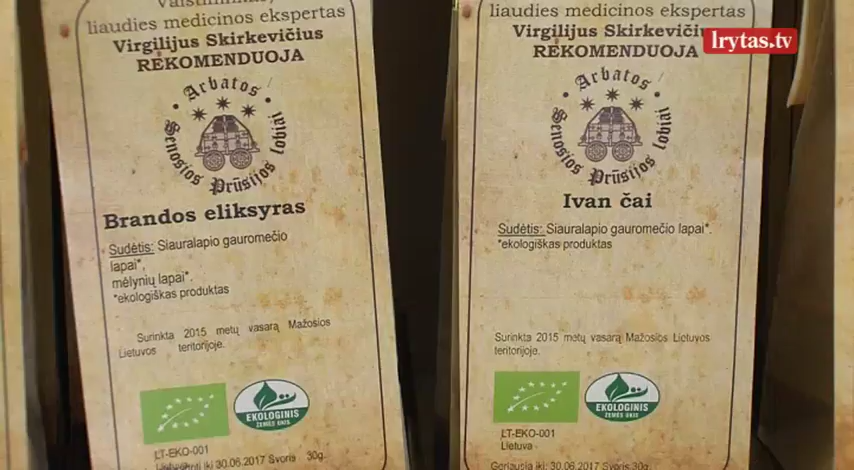 liaudies medicinos ekspertas
Virgilijus Skirkevičius
REKOMENDUOJA
Arbatos
Senosios Prūsijos lobiai
Brandos eliksyras
Sudėtis: Siauralapio gauromečio
lapai*,
mėlynių lapai*.
*ekologiškas produktas
Surinkta 2015 metų vasarą Mažosios
Lietuvos teritorijoje.
EKOLOGINIS
ŽEMĖS ŪKIS
LT-EKO-001
iki 30.06.2017 Svoris 30g.
liaudies medicinos ekspertas
Virgilijus Skirkevičius
REKOMENDUOJA
lrytas.tv
Arbatos
Senosios Prūsijos lobiai
Ivan čai
Sudėtis: Siauralapio gauromečio lapai*.
*ekologiškas produktas
Surinkta 2015 metų vasarą Mažosios Lietuvos
teritorijoje.
EKOLOGINIS
ŽEMĖS ŪKIS
LT-EKO-001
Lietuva
Geriausia iki: 30.06.2017 Svoris 30g.